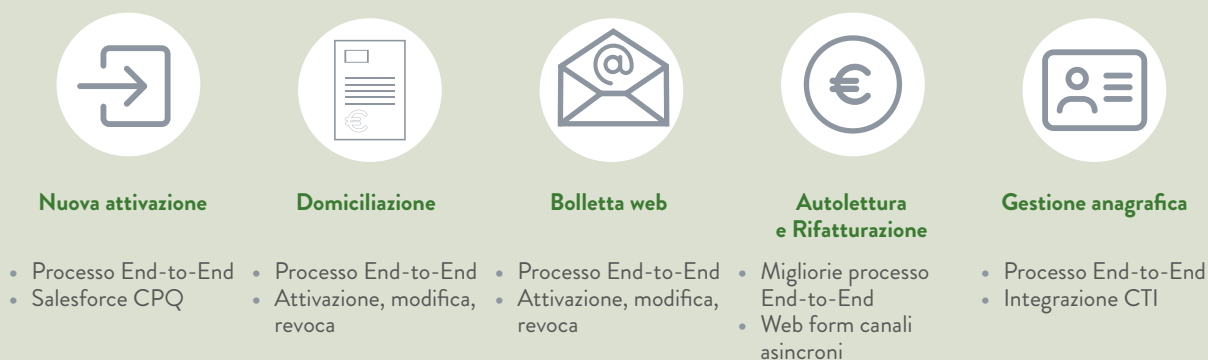 Nuova attivazione
• Processo End-to-End
• Salesforce CPQ
Domiciliazione
• Processo End-to-End
• Attivazione, modifica,
revoca
Bolletta web
• Processo End-to-End
• Attivazione, modifica,
revoca
Autolettura
e Rifatturazione
• Migliorie processo
End-to-End
• Web form canali
asincroni
Gestione anagrafica
• Processo End-to-End
• Integrazione CTI